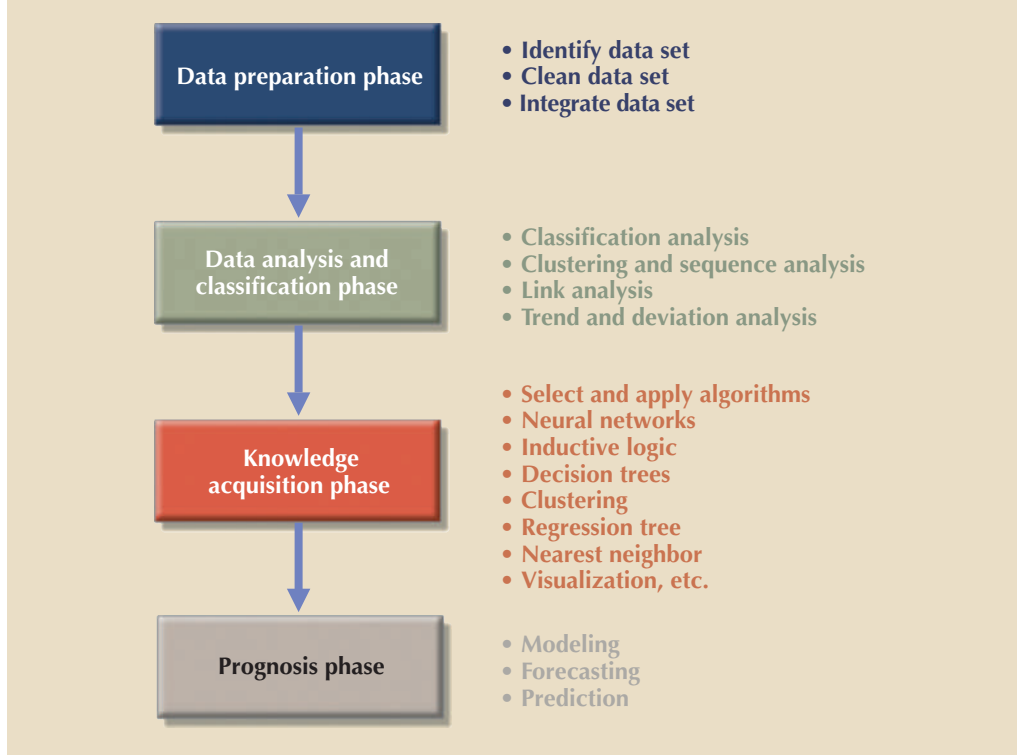 Data preparation phase
• Identify data set
• Clean data set
• Integrate data set
Data analysis and
classification phase
• Classification analysis
• Clustering and sequence analysis
• Link analysis
• Trend and deviation analysis
Knowledge
acquisition phase
• Select and apply algorithms
• Neural networks
• Inductive logic
• Decision trees
• Clustering
• Regression tree
• Nearest neighbor
• Visualization, etc.
Prognosis phase
• Modeling
• Forecasting
• Prediction